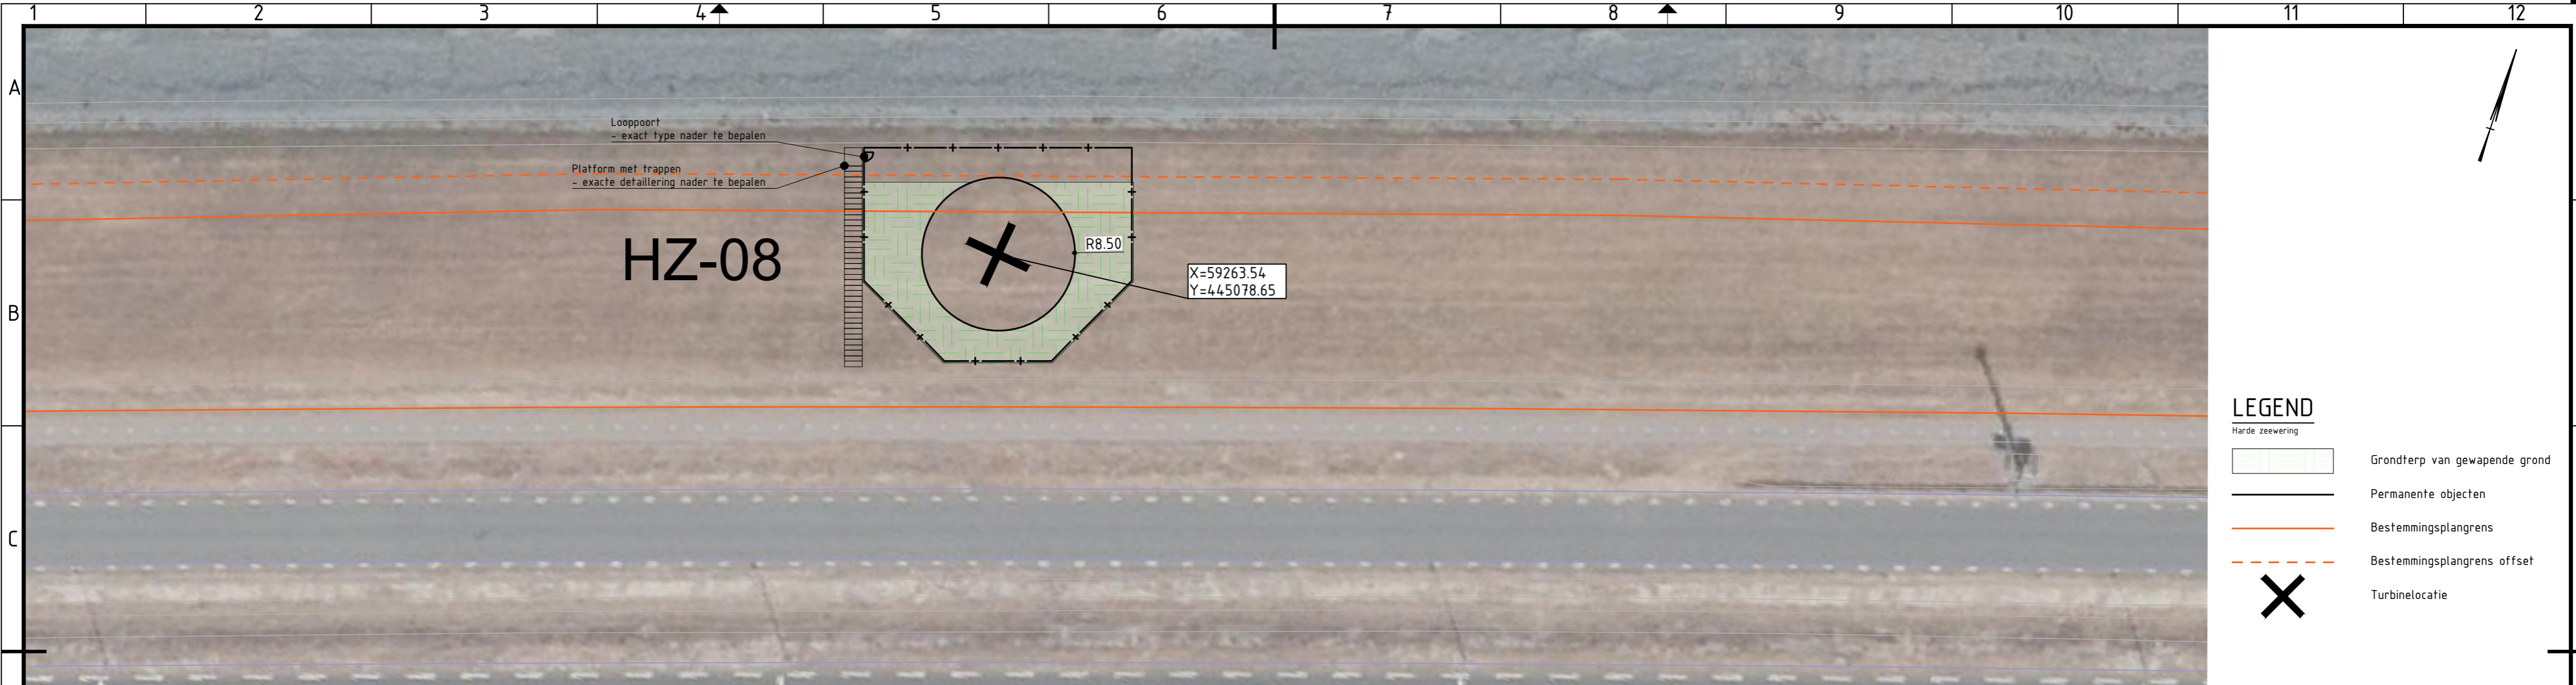 1 2 3 4 5 6 7 8 9 10 11 12
A
B
C
Looppoort
- exact type nader te bepalen
Platform met trappen
- exacte detaillering nader te bepalen
HZ-08
R8.50
X=59263.54
Y=445078.65
LEGEND
Harde zeewering
Grondterp van gewapende grond
Permanente objecten
Bestemmingsplangrens
Bestemmingsplangrens offset
Turbinelocatie